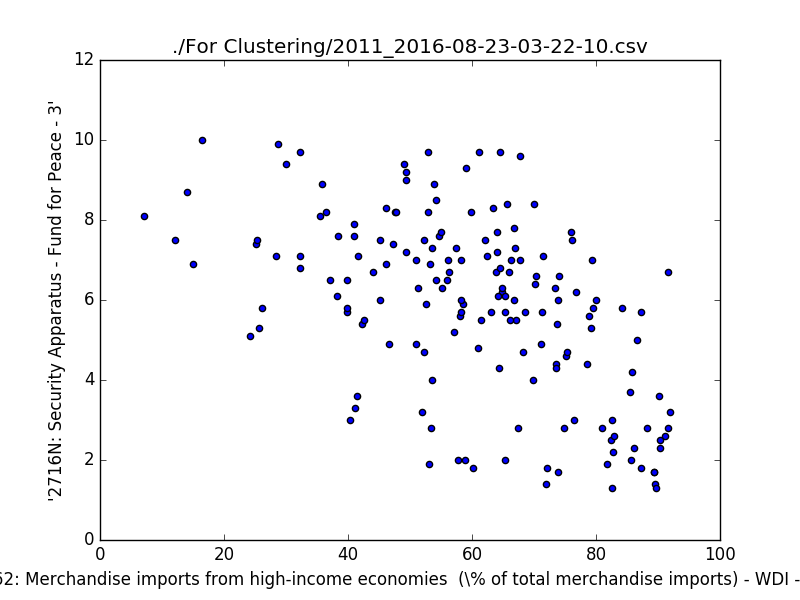 ./For Clustering/2011_2016-08-23-03-22-10.csv
'2716N: Security Apparatus - Fund for Peace - 3'
12
10
8
6
4
2
0
0 20 40 60 80 100
62: Merchandise imports from high-income economies (\% of total merchandise imports) - WDI -